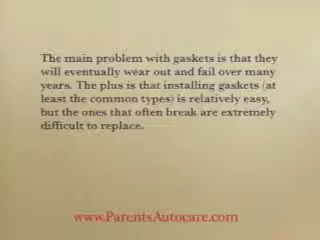 The main problem with gaskets is that they
will eventually wear out and fail over many
years. The plus is that installing gaskets (at
least the common types) is relatively easy,
but the ones that often break are extremely
difficult to replace.
www.ParentsAutocare.com